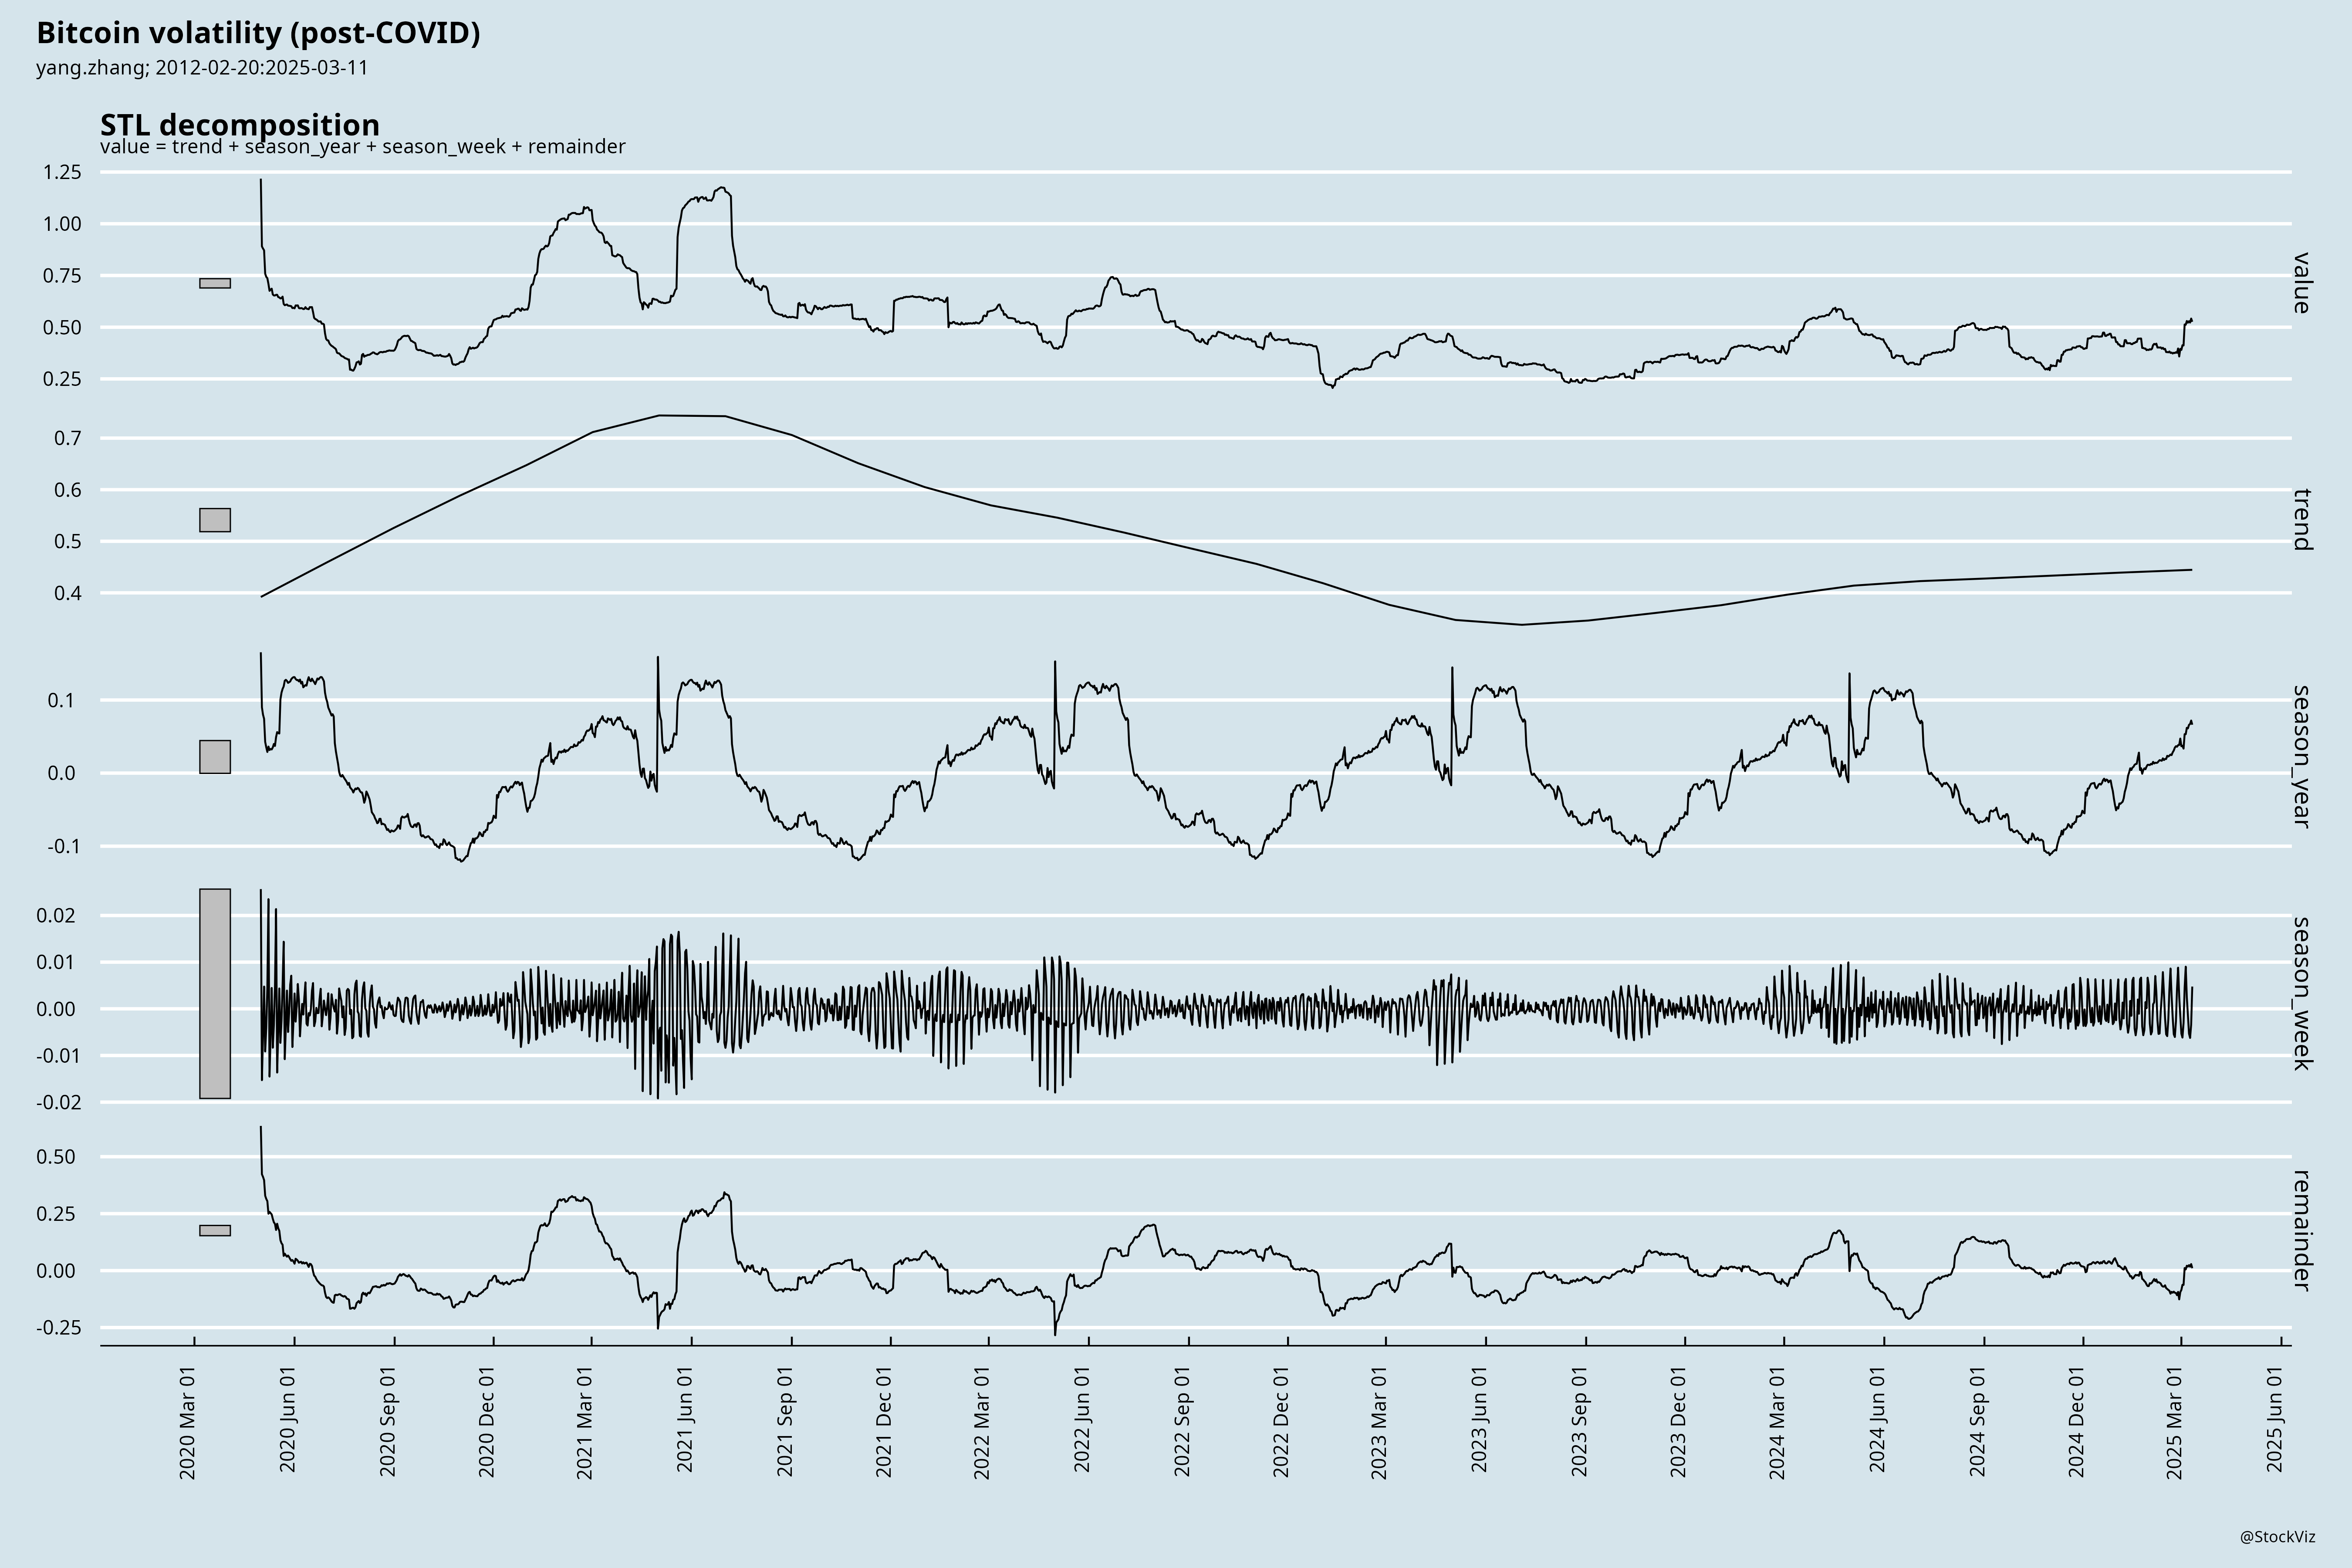 Bitcoin volatility (post-COVID)
yang.zhang; 2012-02-20:2025-03-11
STL decomposition
value = trend + season_year + season_week + remainder
1.25
1.00
0.75
0.50
0.25
value
0.7
0.6
0.5
0.4
trend
0.1
0.0
-0.1
season_year
0.02
0.01
0.00
-0.01
-0.02
season_week
0.50
0.25
0.00
-0.25
remainder
2020 Mar 01
2020 Jun 01
2020 Sep 01
2020 Dec 01
2021 Mar 01
2021 Jun 01
2021 Sep 01
2021 Dec 01
2022 Mar 01
2022 Jun 01
2022 Sep 01
2022 Dec 01
2023 Mar 01
2023 Jun 01
2023 Sep 01
2023 Dec 01
2024 Mar 01
2024 Jun 01
2024 Sep 01
2024 Dec 01
2025 Mar 01
2025 Jun 01
@StockViz